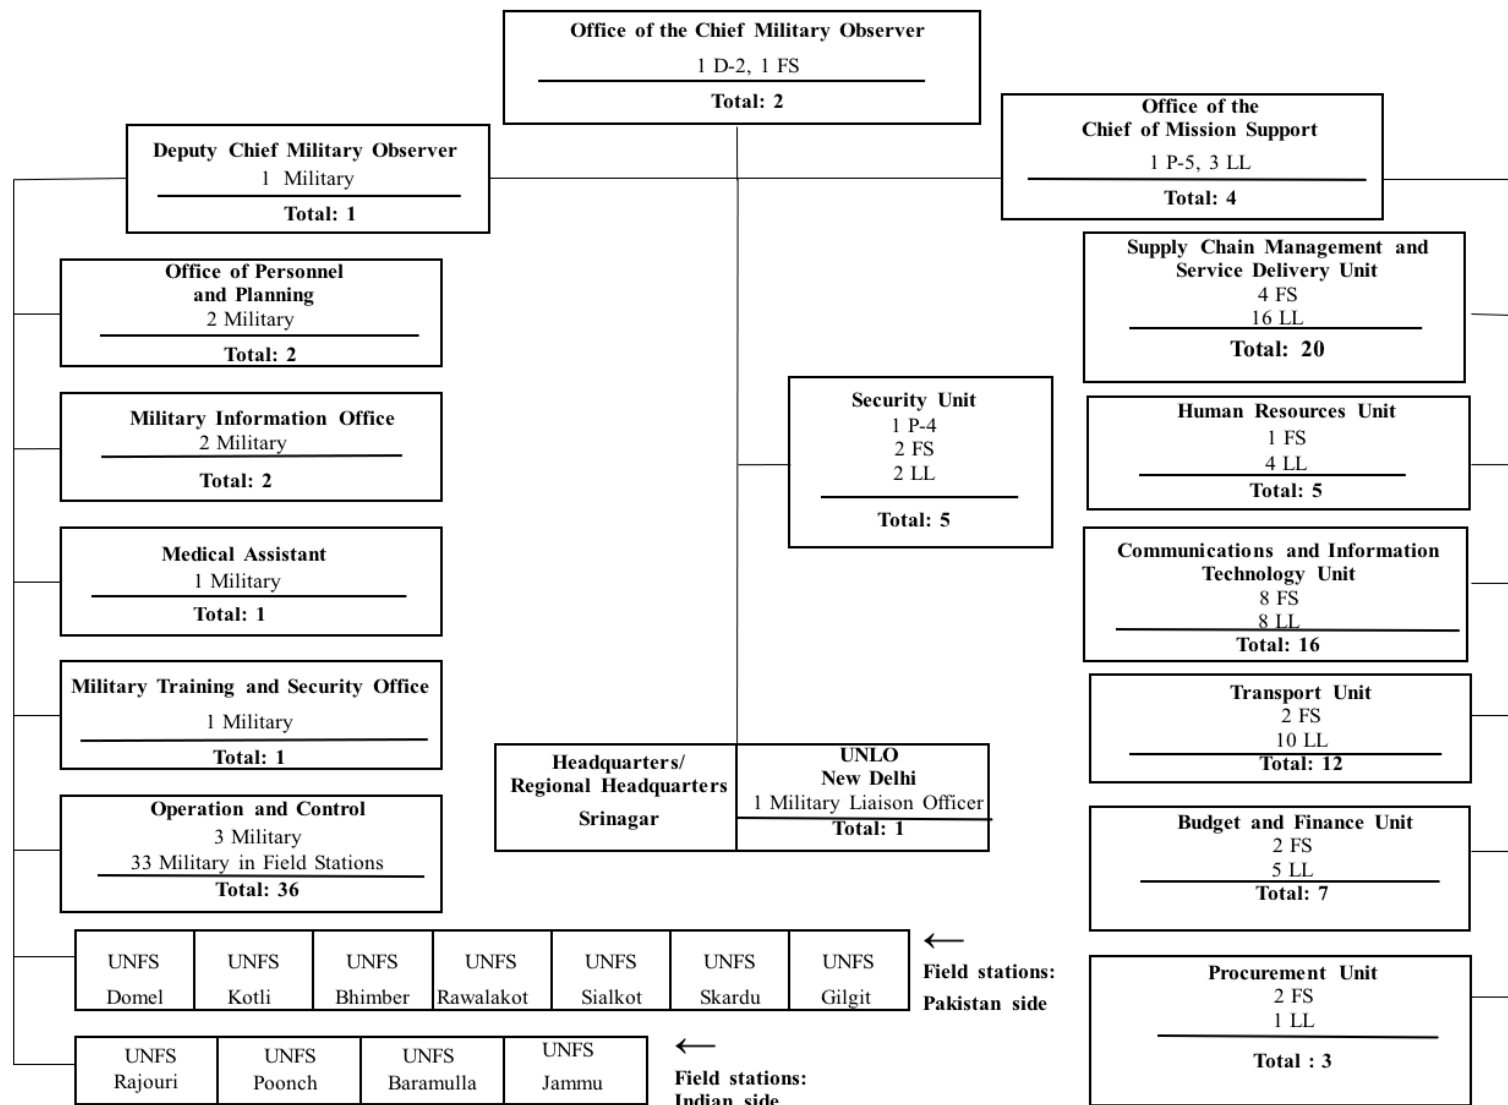 Office of the Chief Military Observer
1 D-2, 1 FS
Total: 2
Deputy Chief Military Observer
1 Military
Total: 1
Office of the
Chief of Mission Support
1 P-5, 3 LL
Total: 4
Office of Personnel
and Planning
2 Military
Total: 2
Military Information Office
2 Military
Total: 2
Medical Assistant
1 Military
Total: 1
Military Training and Security Office
1 Military
Total: 1
Operation and Control
3 Military
33 Military in Field Stations
Total: 36
Security Unit
1 P-4
2 FS
2 LL
Total: 5
Headquarters/
Regional Headquarters
Srinagar
UNLO
New Delhi
1 Military Liaison Officer
Total: 1
Supply Chain Management and
Service Delivery Unit
4 FS
16 LL
Total: 20
Human Resources Unit
1 FS
4 LL
Total: 5
Communications and Information
Technology Unit
8 FS
8 LL
Total: 16
Transport Unit
2 FS
10 LL
Total: 12
Budget and Finance Unit
2 FS
5 LL
Total: 7
Procurement Unit
2 FS
1 LL
Total : 3
UNFS
Domel
UNFS
Kotli
UNFS
Bhimber
UNFS
Rawalakot
UNFS
Sialkot
UNFS
Skardu
UNFS
Gilgit
←
Field stations:
Pakistan side
UNFS
Rajouri
UNFS
Poonch
UNFS
Baramulla
UNFS
Jammu
←
Field stations:
Indian side